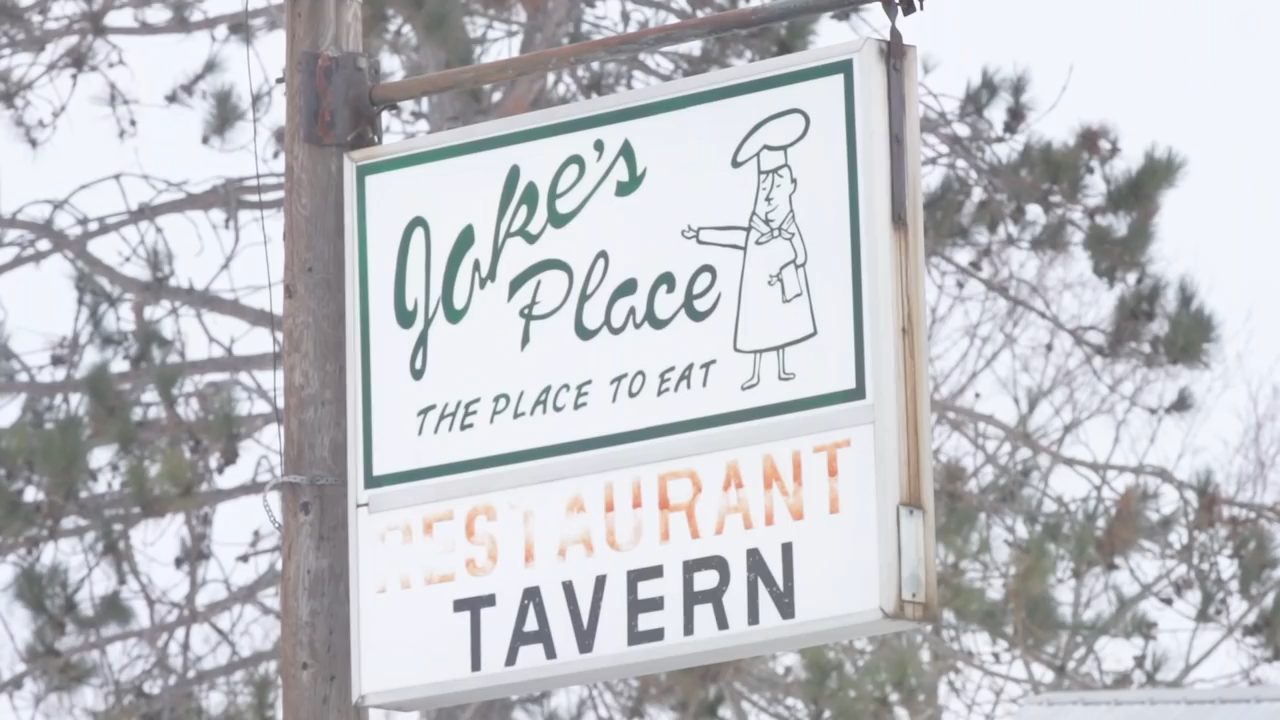 Jake's
Place
THE PLACE TO EAT
RESTAURANT
TAVERN